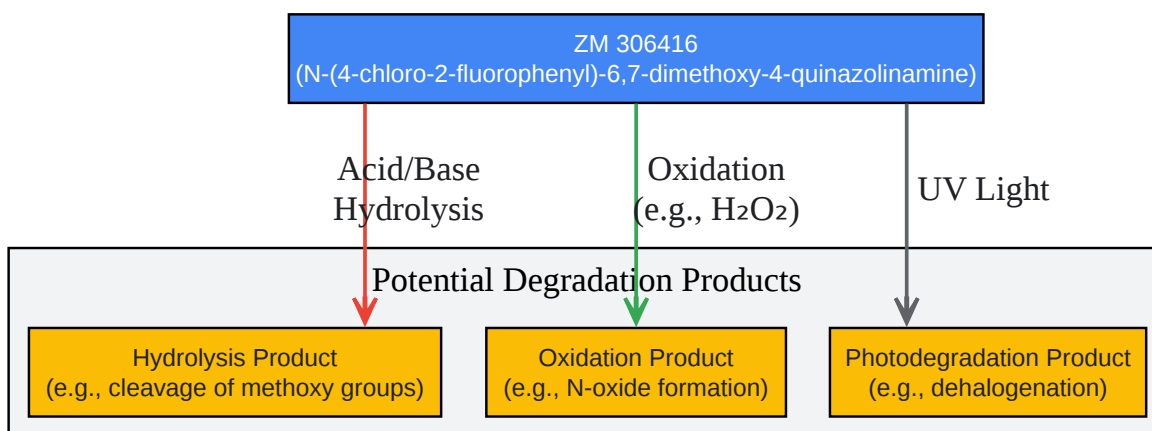 ZM 306416
(N-(4-chloro-2-fluorophenyl)-6,7-dimethoxy-4-quinazolinamine)
Acid/Base
Hydrolysis
Oxidation
(e.g., H₂O₂)
UV Light
Potential Degradation Products
Hydrolysis Product
(e.g., cleavage of methoxy groups)
Oxidation Product
(e.g., N-oxide formation)
Photodegradation Product
(e.g., dehalogenation)